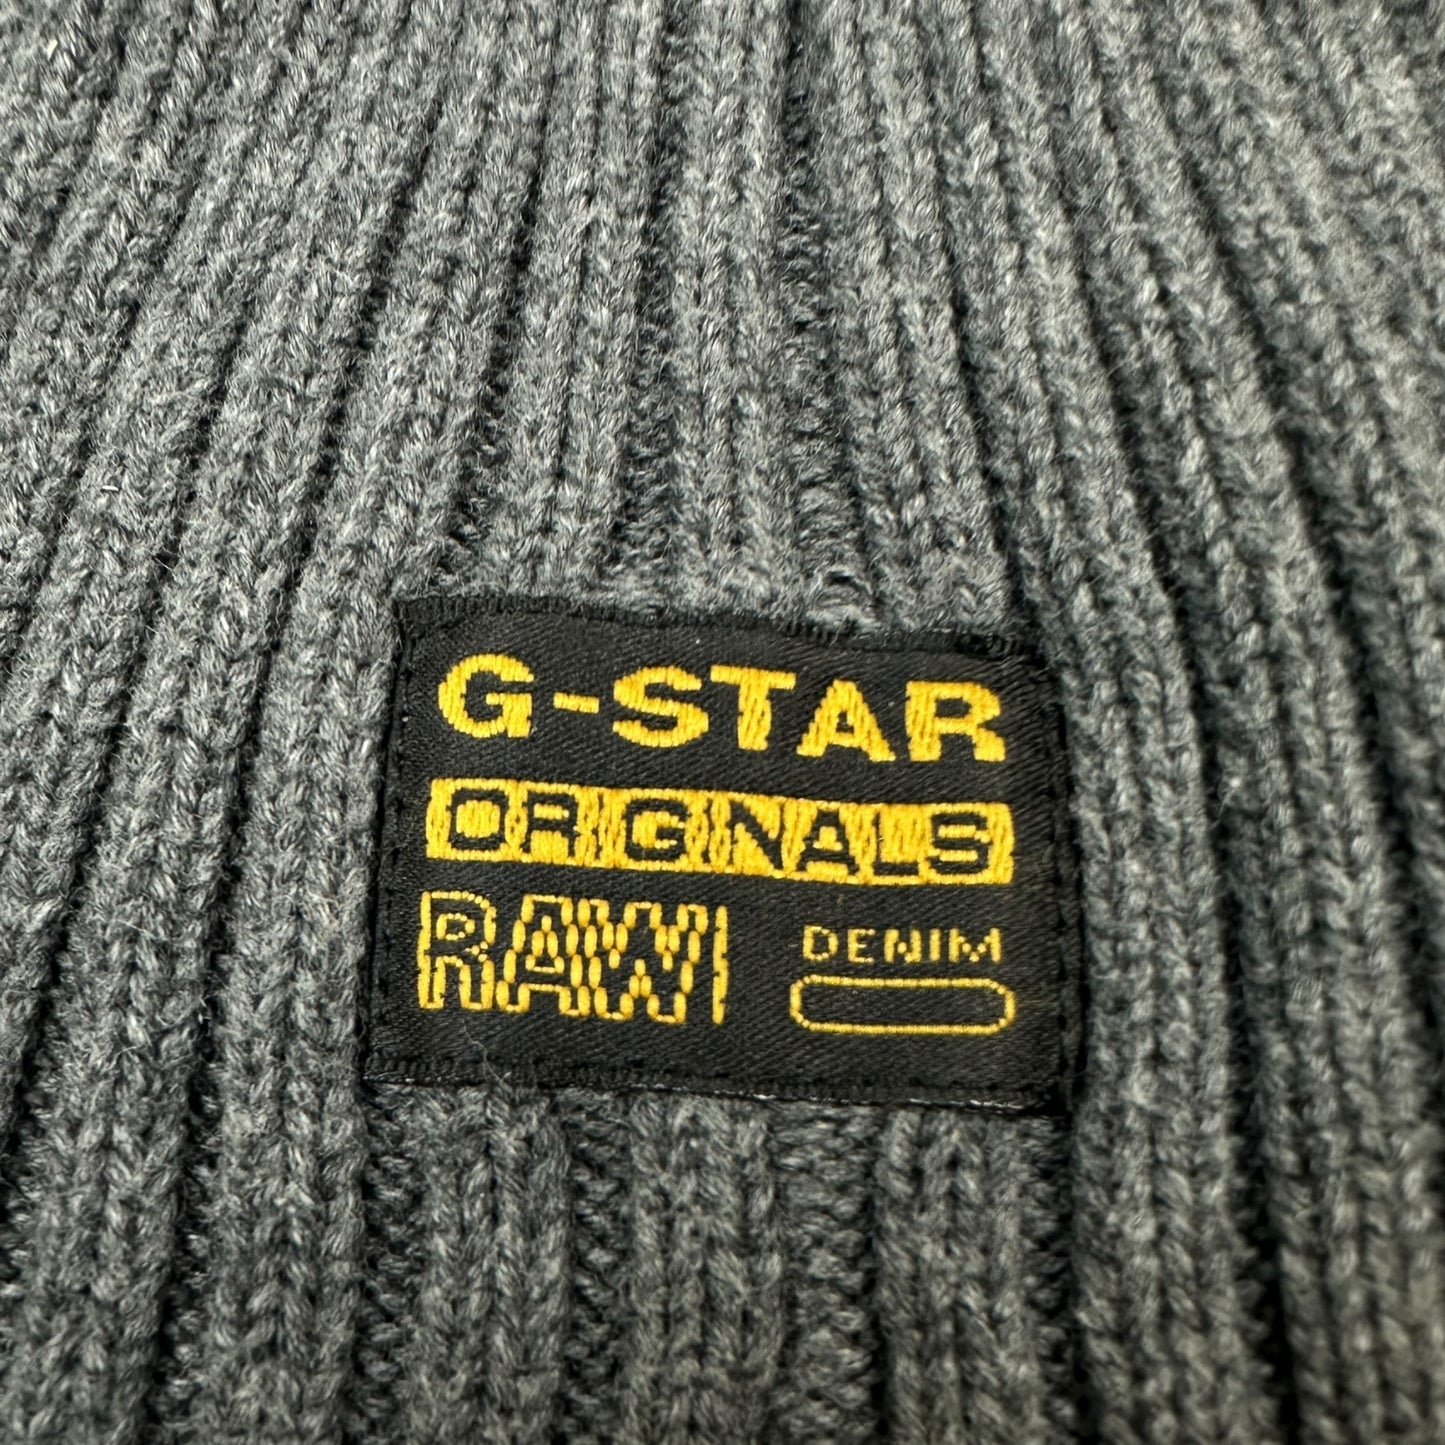 G-STAR
ORIGINALS
RAW DENIM